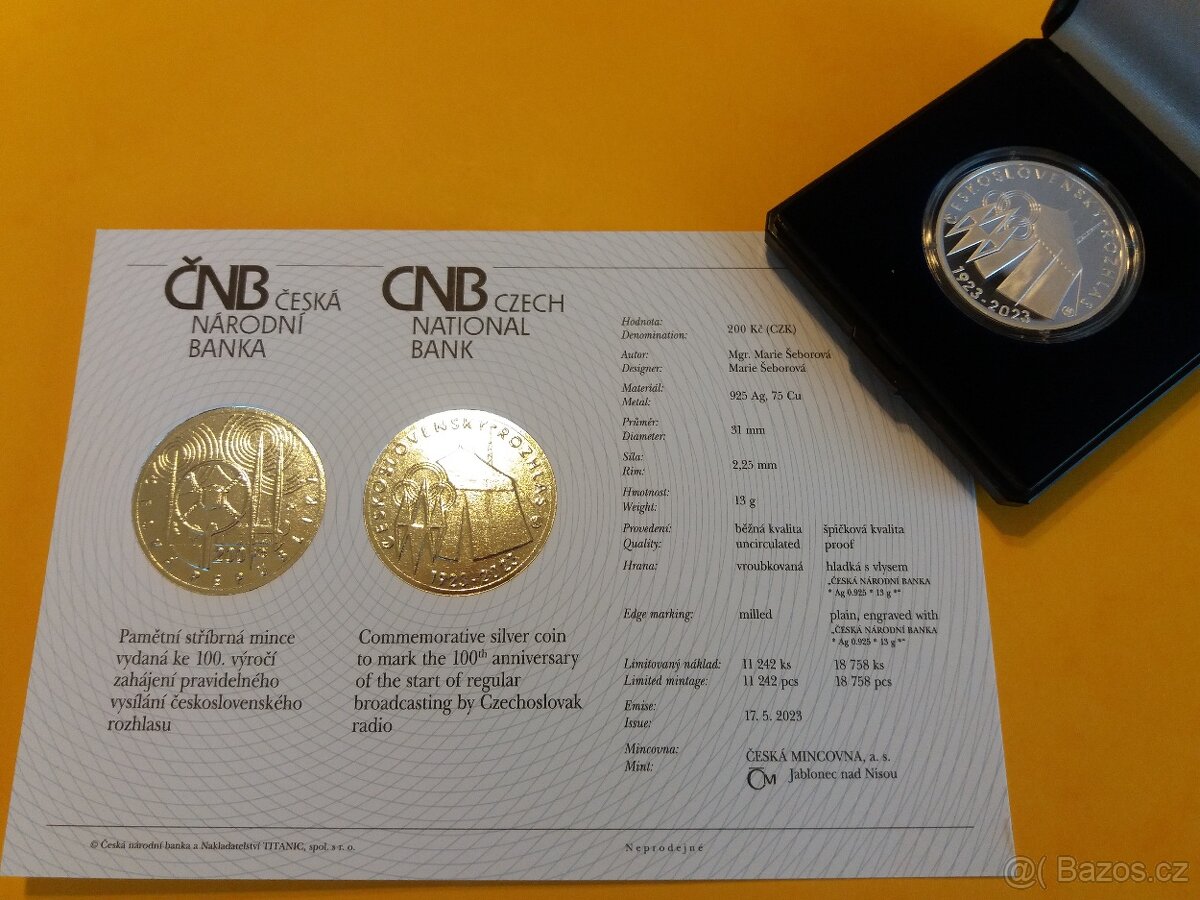 ČNB ČESKÁ
NÁRODNÍ
BANKA
CNB CZECH
NATIONAL
BANK
200
ČESKOSLOVENSKÝ ROZHLAS
1923-2023
Pamětní stříbrná mince
vydaná ke 100. výročí
zahájení pravidelného
vysílání československého
rozhlasu
Commemorative silver coin
to mark the 100th anniversary
of the start of regular
broadcasting by Czechoslovak
radio
Hodnota:
Denomination: 200 Kč (CZK)
Autor: Mgr. Marie Šeborová
Designer: Marie Šeborová
Materiál:
Metal: 925 Ag, 75 Cu
Průměr:
Diameter: 31 mm
Síla:
Rim: 2,25 mm
Hmotnost:
Weight: 13 g
Provedení: běžná kvalita špičková kvalita
Quality: uncirculated proof
Hrana: vroubkovaná hladká s vlysem
„ČESKÁ NÁRODNÍ BANKA
* Ag 0.925 * 13 g *“
Edge marking: milled plain, engraved with
„ČESKÁ NÁRODNÍ BANKA
* Ag 0.925 * 13 g *“
Limitovaný náklad: 11 242 ks 18 758 ks
Limited mintage: 11 242 pcs 18 758 pcs
Emise:
Issue: 17. 5. 2023
Mincovna: ČESKÁ MINCOVNA, a. s.
Mint: ČM Jablonec nad Nisou
© Česká národní banka a Nakladatelství TITANIC, spol. s r. o.
Neprodejné
ČESKOSLOVENSKÝ ROZHLAS
1923-2023
@( Bazos.cz